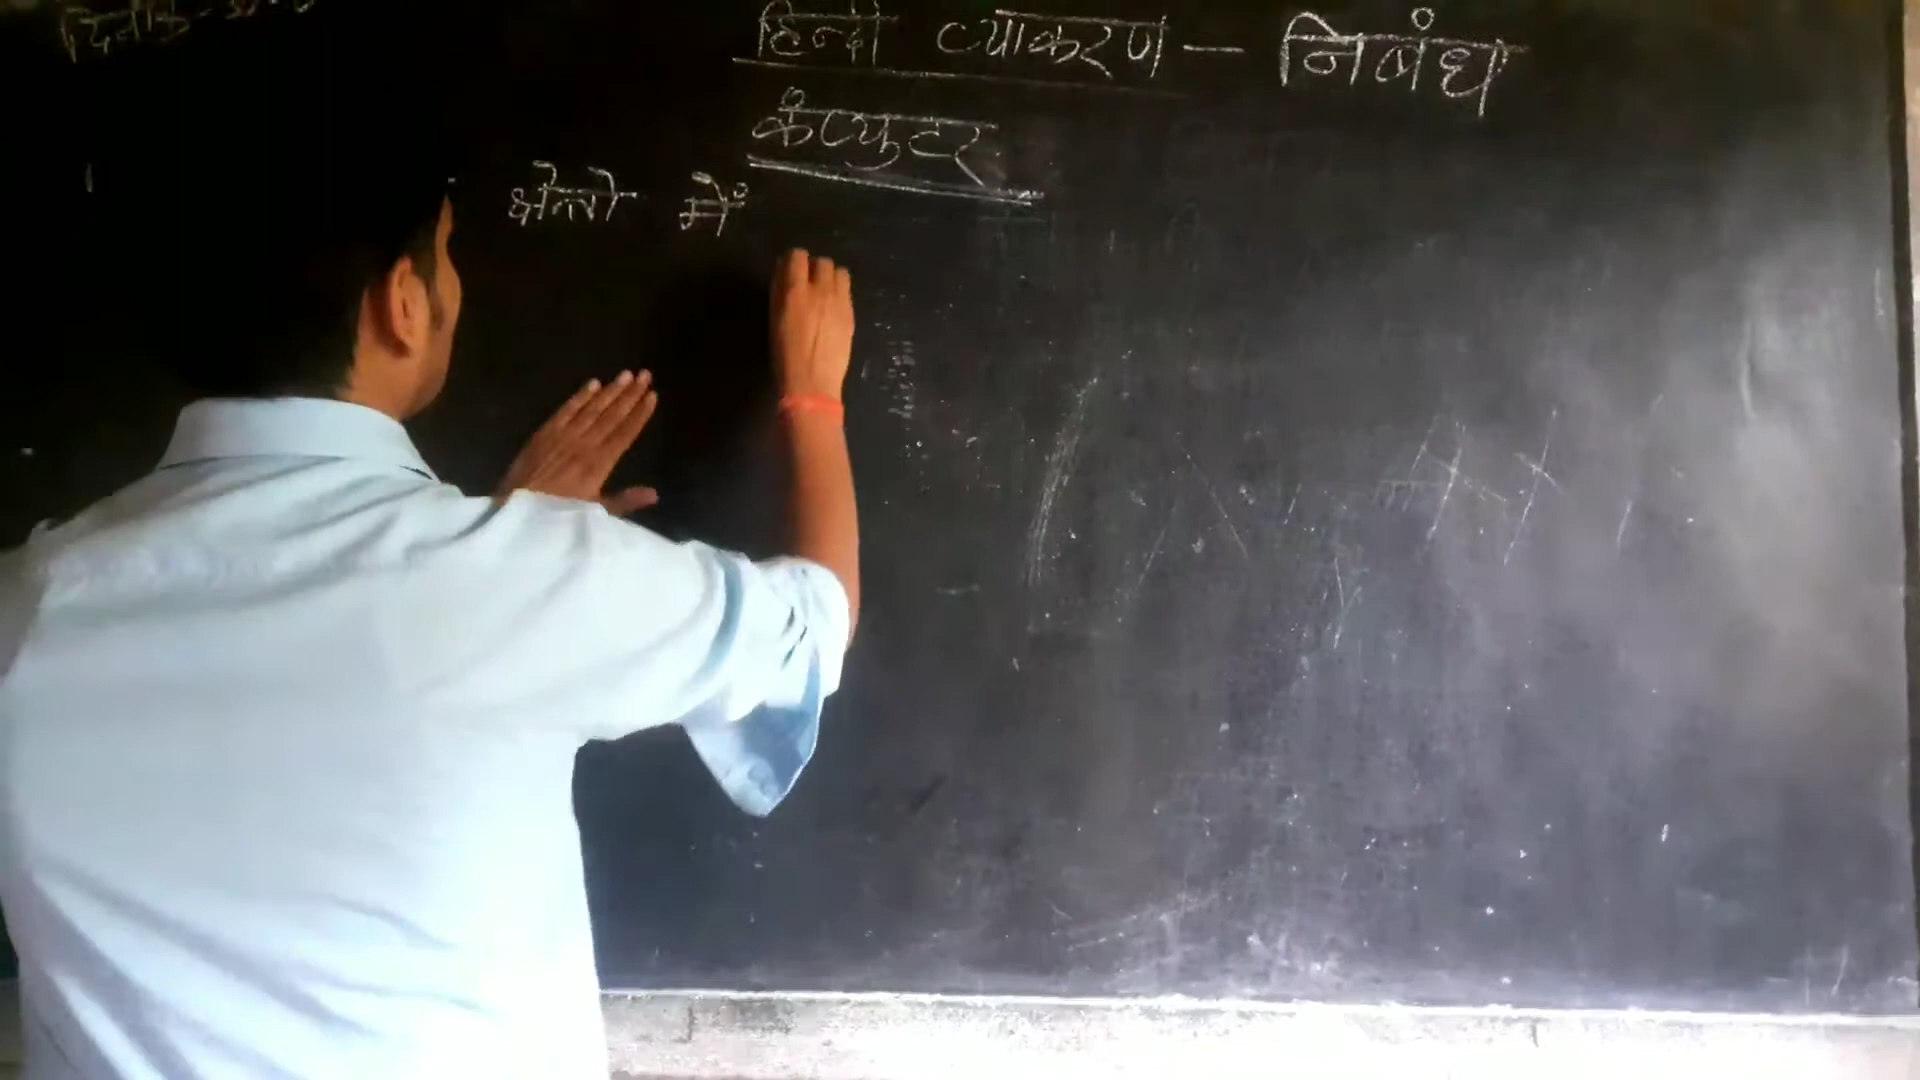 दिनांक-
हिन्दी व्याकरण — निबंध
कंप्युटर
क्षेत्रो में